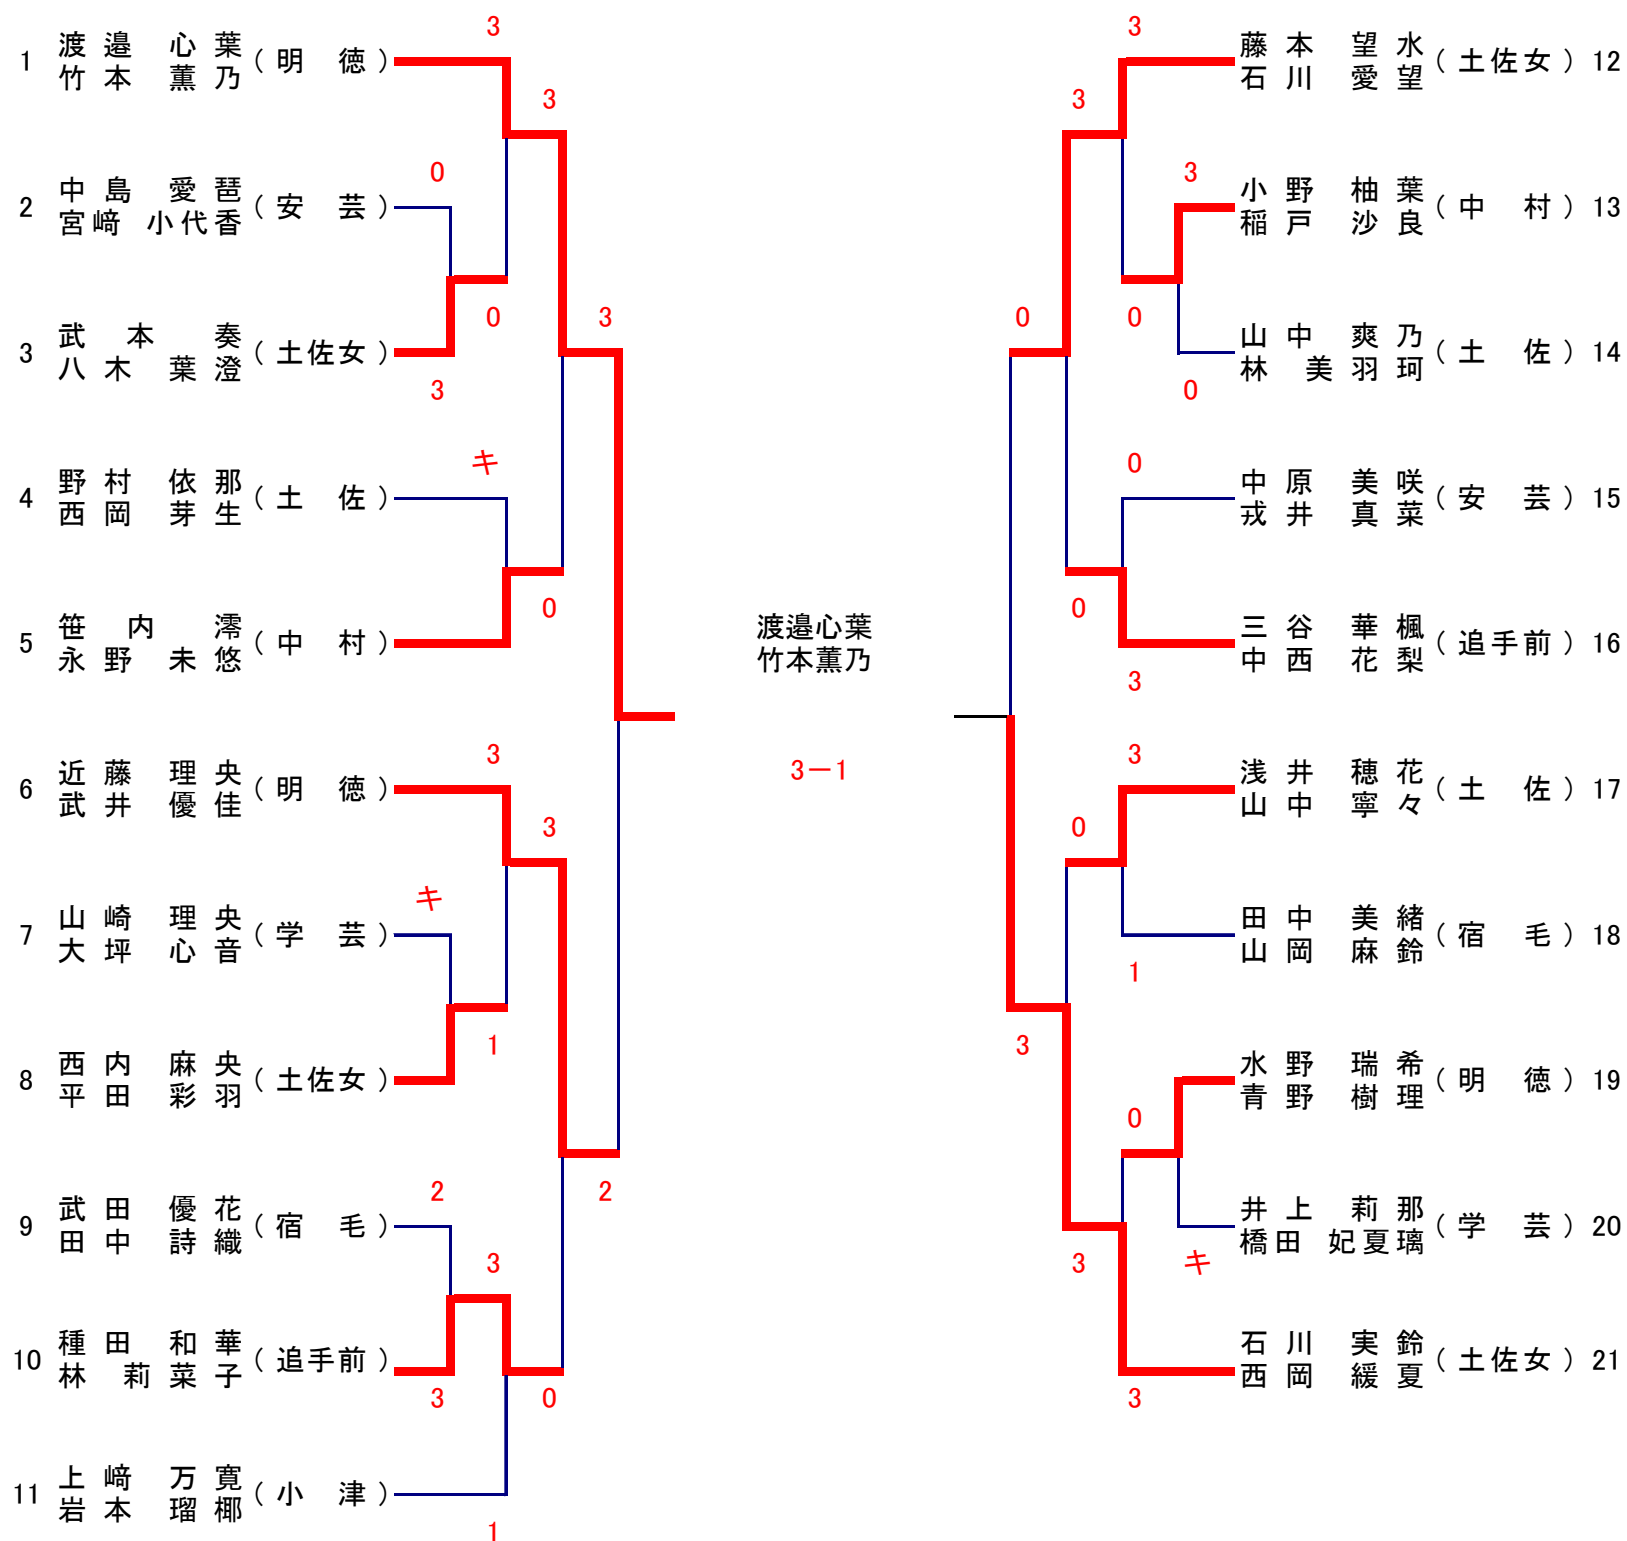 1 渡邉 心葉 竹本 薫乃 (明 徳)
2 中島 愛琶 宮﨑 小代香 (安 芸)
3 武本 奏 八木 葉澄 (土佐女)
4 野村 依那 西岡 芽生 (土 佐)
5 笹内 澪 永野 未悠 (中 村)
6 近藤 理央 武井 優佳 (明 徳)
7 山崎 理央 大坪 心音 (学 芸)
8 西内 麻央 平田 彩羽 (土佐女)
9 武田 優花 田中 詩織 (宿 毛)
10 種田 和華 林 莉菜子 (追手前)
11 上﨑 万寛 岩本 瑠椰 (小 津)
3
3
0
0
3
3
キ
0
3
3
キ
1
2
2
3
3
0
1
渡邉心葉
竹本薫乃
3－1
藤本 望水 石川 愛望 (土佐女) 12
小野 柚葉 稲戸 沙良 (中 村) 13
山中 爽乃 林 美羽珂 (土 佐) 14
中原 美咲 戎井 真菜 (安 芸) 15
三谷 華楓 中西 花梨 (追手前) 16
浅井 穂花 山中 寧々 (土 佐) 17
田中 美緒 山岡 麻鈴 (宿 毛) 18
水野 瑞希 青野 樹理 (明 徳) 19
井上 莉那 橋田 妃夏璃 (学 芸) 20
石川 実鈴 西岡 緩夏 (土佐女) 21
3
3
3
0
0
0
0
0
3
3
0
1
3
0
3
キ
3